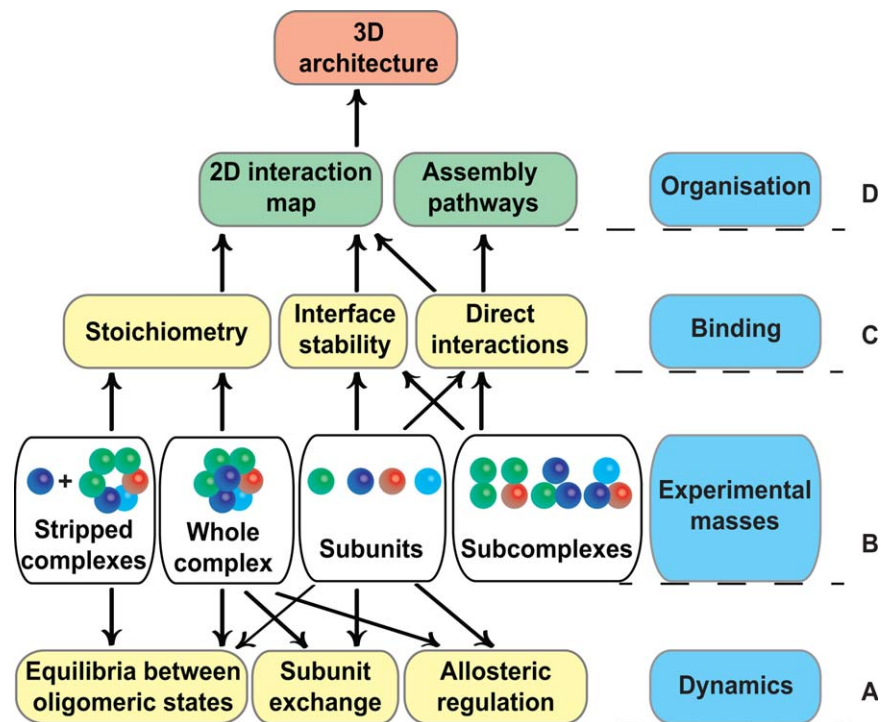 3D
architecture
2D interaction
map
Assembly
pathways
Organisation
D
Stoichiometry
Interface
stability
Direct
interactions
Binding
C
+
Stripped
complexes
Whole
complex
Subunits
Subcomplexes
Experimental
masses
B
Equilibria between
oligomeric states
Subunit
exchange
Allosteric
regulation
Dynamics
A